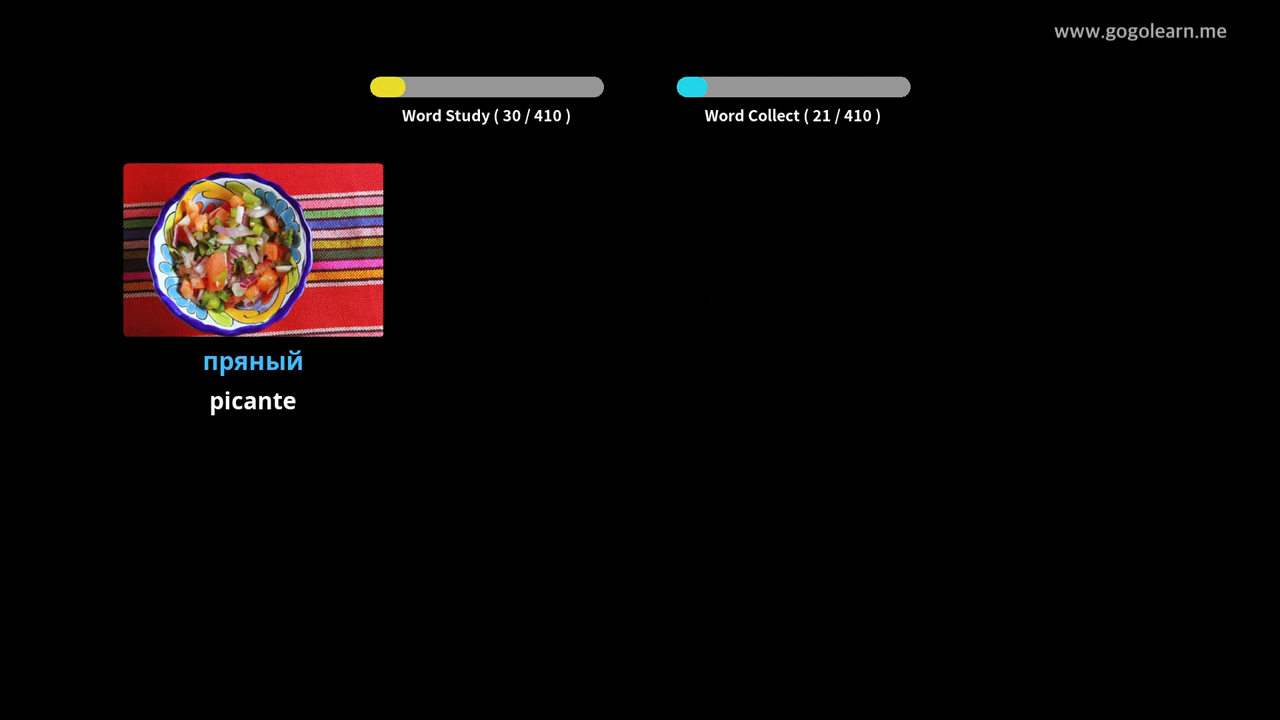 www.gogolearn.me
Word Study ( 30 / 410 )
Word Collect ( 21 / 410 )
пряный
picante